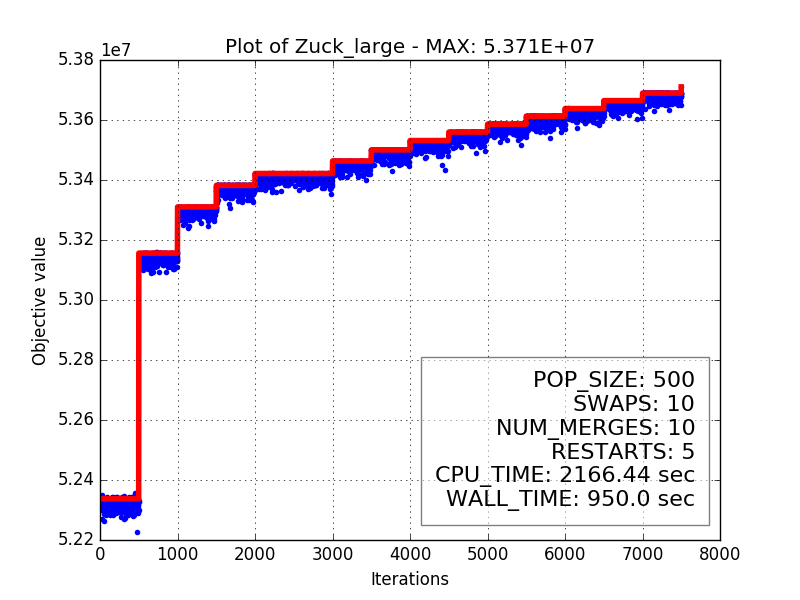 Plot of Zuck_large - MAX: 5.371E+07
1e7
5.38
5.36
5.34
5.32
5.30
5.28
5.26
5.24
5.22
Objective value
POP_SIZE: 500
SWAPS: 10
NUM_MERGES: 10
RESTARTS: 5
CPU_TIME: 2166.44 sec
WALL_TIME: 950.0 sec
0 1000 2000 3000 4000 5000 6000 7000 8000
Iterations